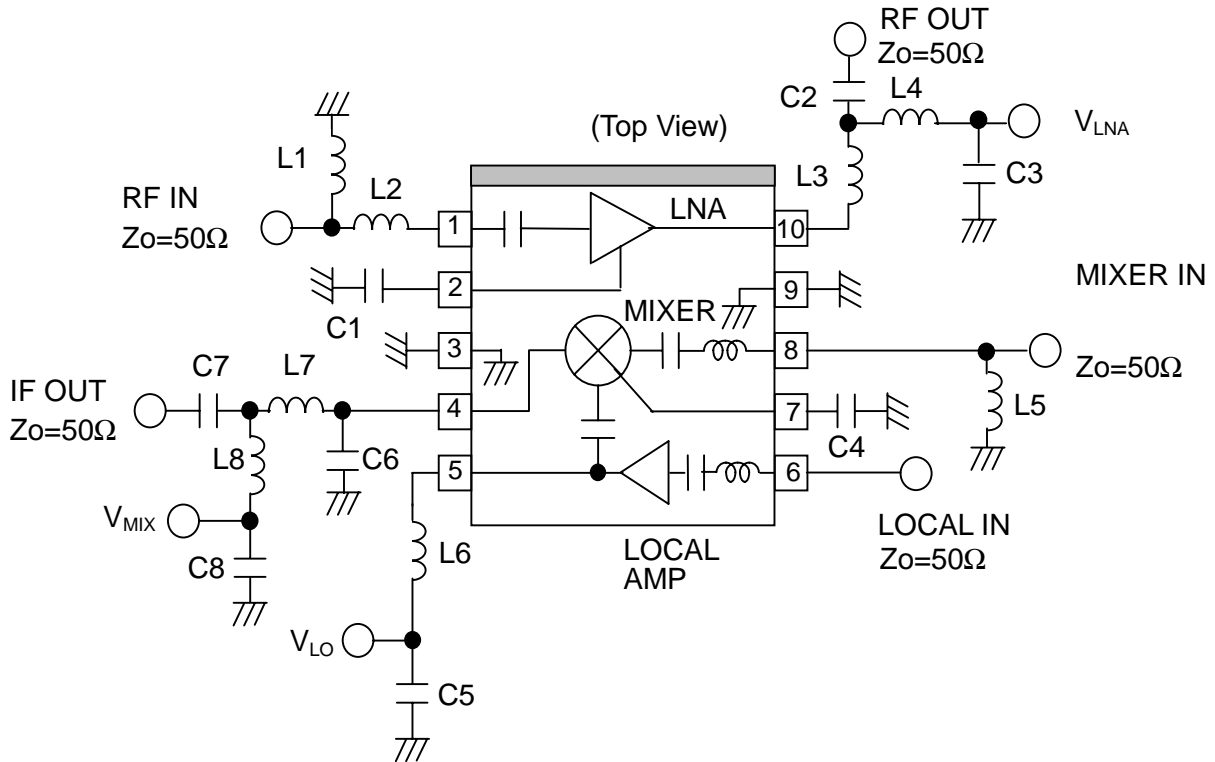 RF OUT
Zo=50Ω
C2
L4
V_LNA
(Top View)
L1
L3
C3
RF IN
Zo=50Ω
L2
LNA
1
10
2
9
C1
MIXER
MIXER IN
3
8
Zo=50Ω
IF OUT
Zo=50Ω
C7
L7
4
7
C4
L5
L8
C6
5
6
V_MIX
C8
L6
LOCAL
AMP
LOCAL IN
Zo=50Ω
V_LO
C5